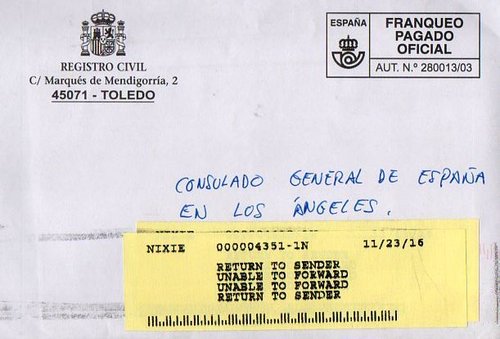 REGISTRO CIVIL
C/ Marqués de Mendigorría, 2
45071 - TOLEDO
ESPAÑA
FRANQUEO
PAGADO
OFICIAL
AUT. N.º 280013/03
CONSULADO GENERAL DE ESPAÑA
EN LOS ÁNGELES.
NIXIE 000004351-1N 11/23/16
RETURN TO SENDER
UNABLE TO FORWARD
UNABLE TO FORWARD
RETURN TO SENDER